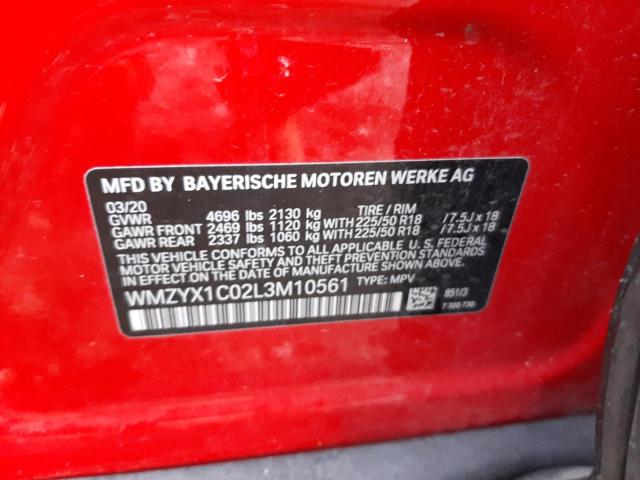 MFD BY BAYERISCHE MOTOREN WERKE AG
03/20 TIRE / RIM
GVWR 4696 lbs 2130 kg
GAWR FRONT 2469 lbs 1120 kg WITH 225/50 R18 / 7.5J x 18
GAWR REAR 2337 lbs 1060 kg WITH 225/50 R18 / 7.5J x 18
THIS VEHICLE CONFORMS TO ALL APPLICABLE U. S. FEDERAL
MOTOR VEHICLE SAFETY AND THEFT PREVENTION STANDARDS
IN EFFECT ON THE DATE OF MANUFACTURE SHOWN ABOVE.
WMZYX1C02L3M10561 TYPE: MPV
851/3
7 320 730